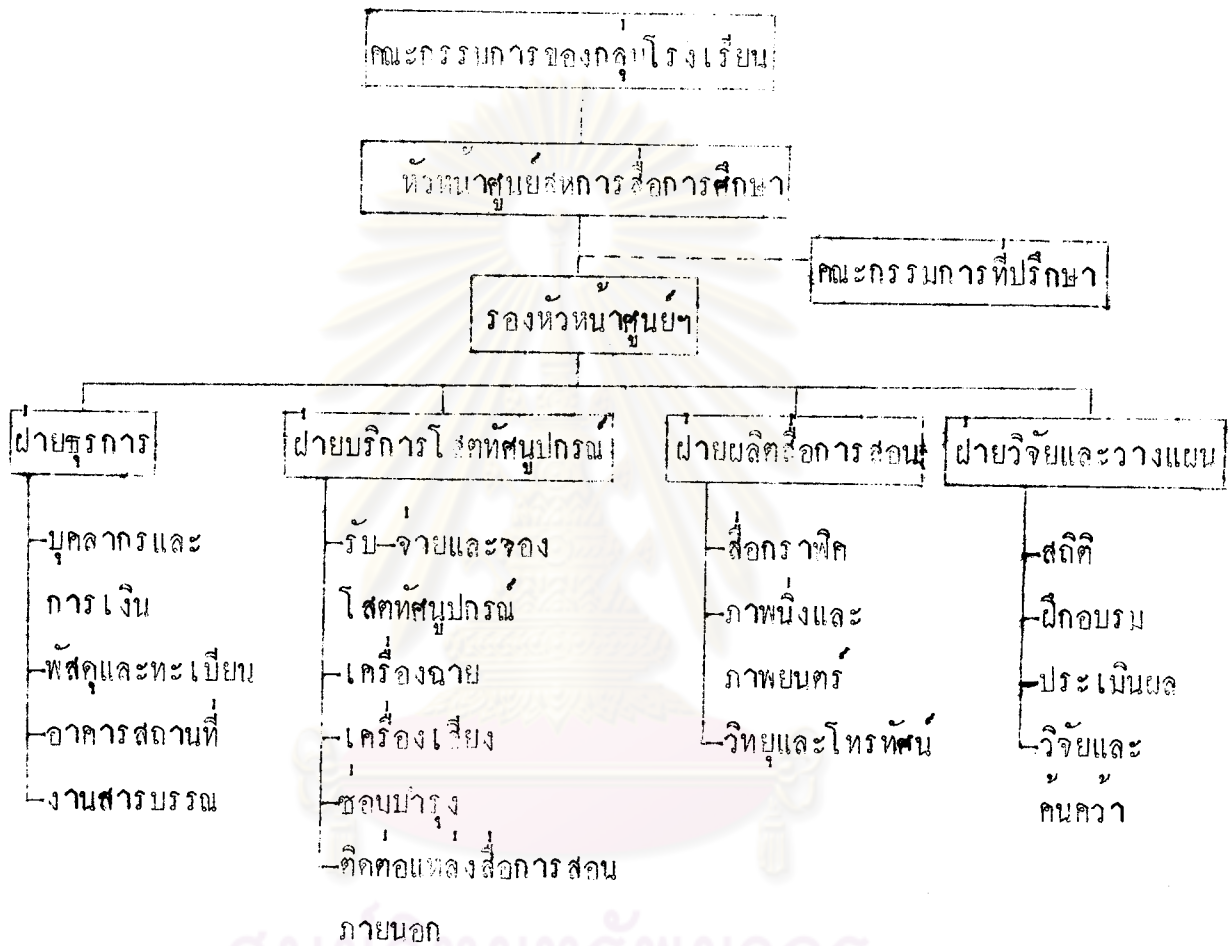 คณะกรรมการของกลุ่มโรงเรียน
หัวหน้าศูนย์สหการสื่อการศึกษา
คณะกรรมการที่ปรึกษา
รองหัวหน้าศูนย์ฯ
ฝ่ายธุรการ
บุคลากรและ
การเงิน
พัสดุและทะเบียน
อาคารสถานที่
งานสารบรรณ
ฝ่ายบริการโสตทัศนูปกรณ์
รับ-จ่ายและจอง
โสตทัศนูปกรณ์
เครื่องฉาย
เครื่องเสียง
ซ่อมบำรุง
ติดต่อแหล่งสื่อการสอน
ภายนอก
ฝ่ายผลิตสื่อการสอน
สื่อกราฟิค
ภาพนิ่งและ
ภาพยนตร์
วิทยุและโทรทัศน์
ฝ่ายวิจัยและวางแผน
สถิติ
ฝึกอบรม
ประเมินผล
วิจัยและ
ค้นคว้า